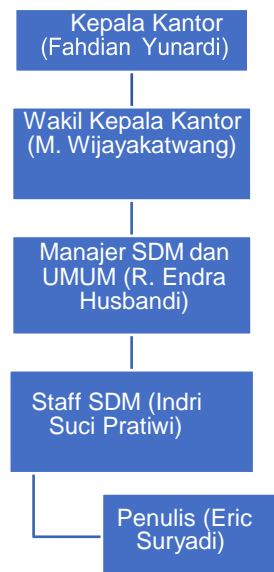 Kepala Kantor
(Fahdian Yunardi)
Wakil Kepala Kantor
(M. Wijayakatwang)
Manajer SDM dan
UMUM (R. Endra
Husbandi)
Staff SDM (Indri
Suci Pratiwi)
Penulis (Eric
Suryadi)